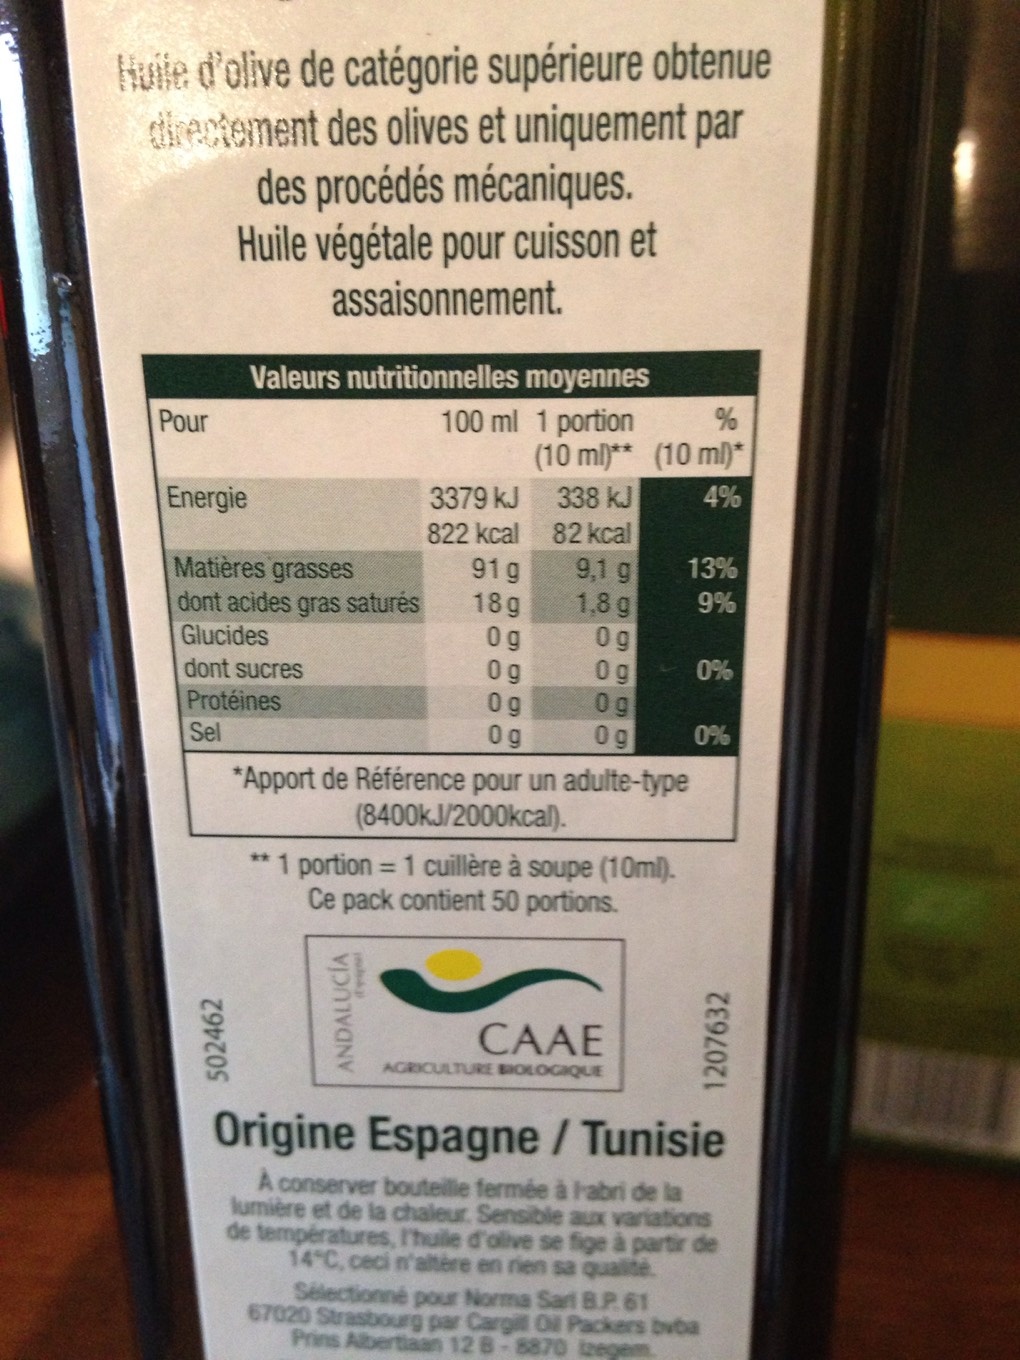 Huile d'olive de catégorie supérieure obtenue
directement des olives et uniquement par
des procédés mécaniques.
Huile végétale pour cuisson et
assaisonnement.
Valeurs nutritionnelles moyennes
Pour 100 ml 1 portion %
(10 ml)** (10 ml)*
Energie 3379 kJ 338 kJ 4%
822 kcal 82 kcal
Matières grasses 91 g 9,1 g 13%
dont acides gras saturés 18 g 1,8 g 9%
Glucides 0 g 0 g
dont sucres 0 g 0 g 0%
Protéines 0 g 0 g
Sel 0 g 0 g 0%
*Apport de Référence pour un adulte-type
(8400kJ/2000kcal).
** 1 portion = 1 cuillère à soupe (10ml).
Ce pack contient 50 portions.
502462
ANDALUCÍA
CAAE
AGRICULTURE BIOLOGIQUE
1207632
Origine Espagne / Tunisie
À conserver bouteille fermée à l'abri de la
lumière et de la chaleur. Sensible aux variations
de températures, l'huile d'olive se fige à partir de
14°C, ceci n'altère en rien sa qualité.
Sélectionné pour Norma Sarl B.P. 61
67020 Strasbourg par Cargill Oil Packers bvba
Prins Albertlaan 12 B - 8870 Izegem